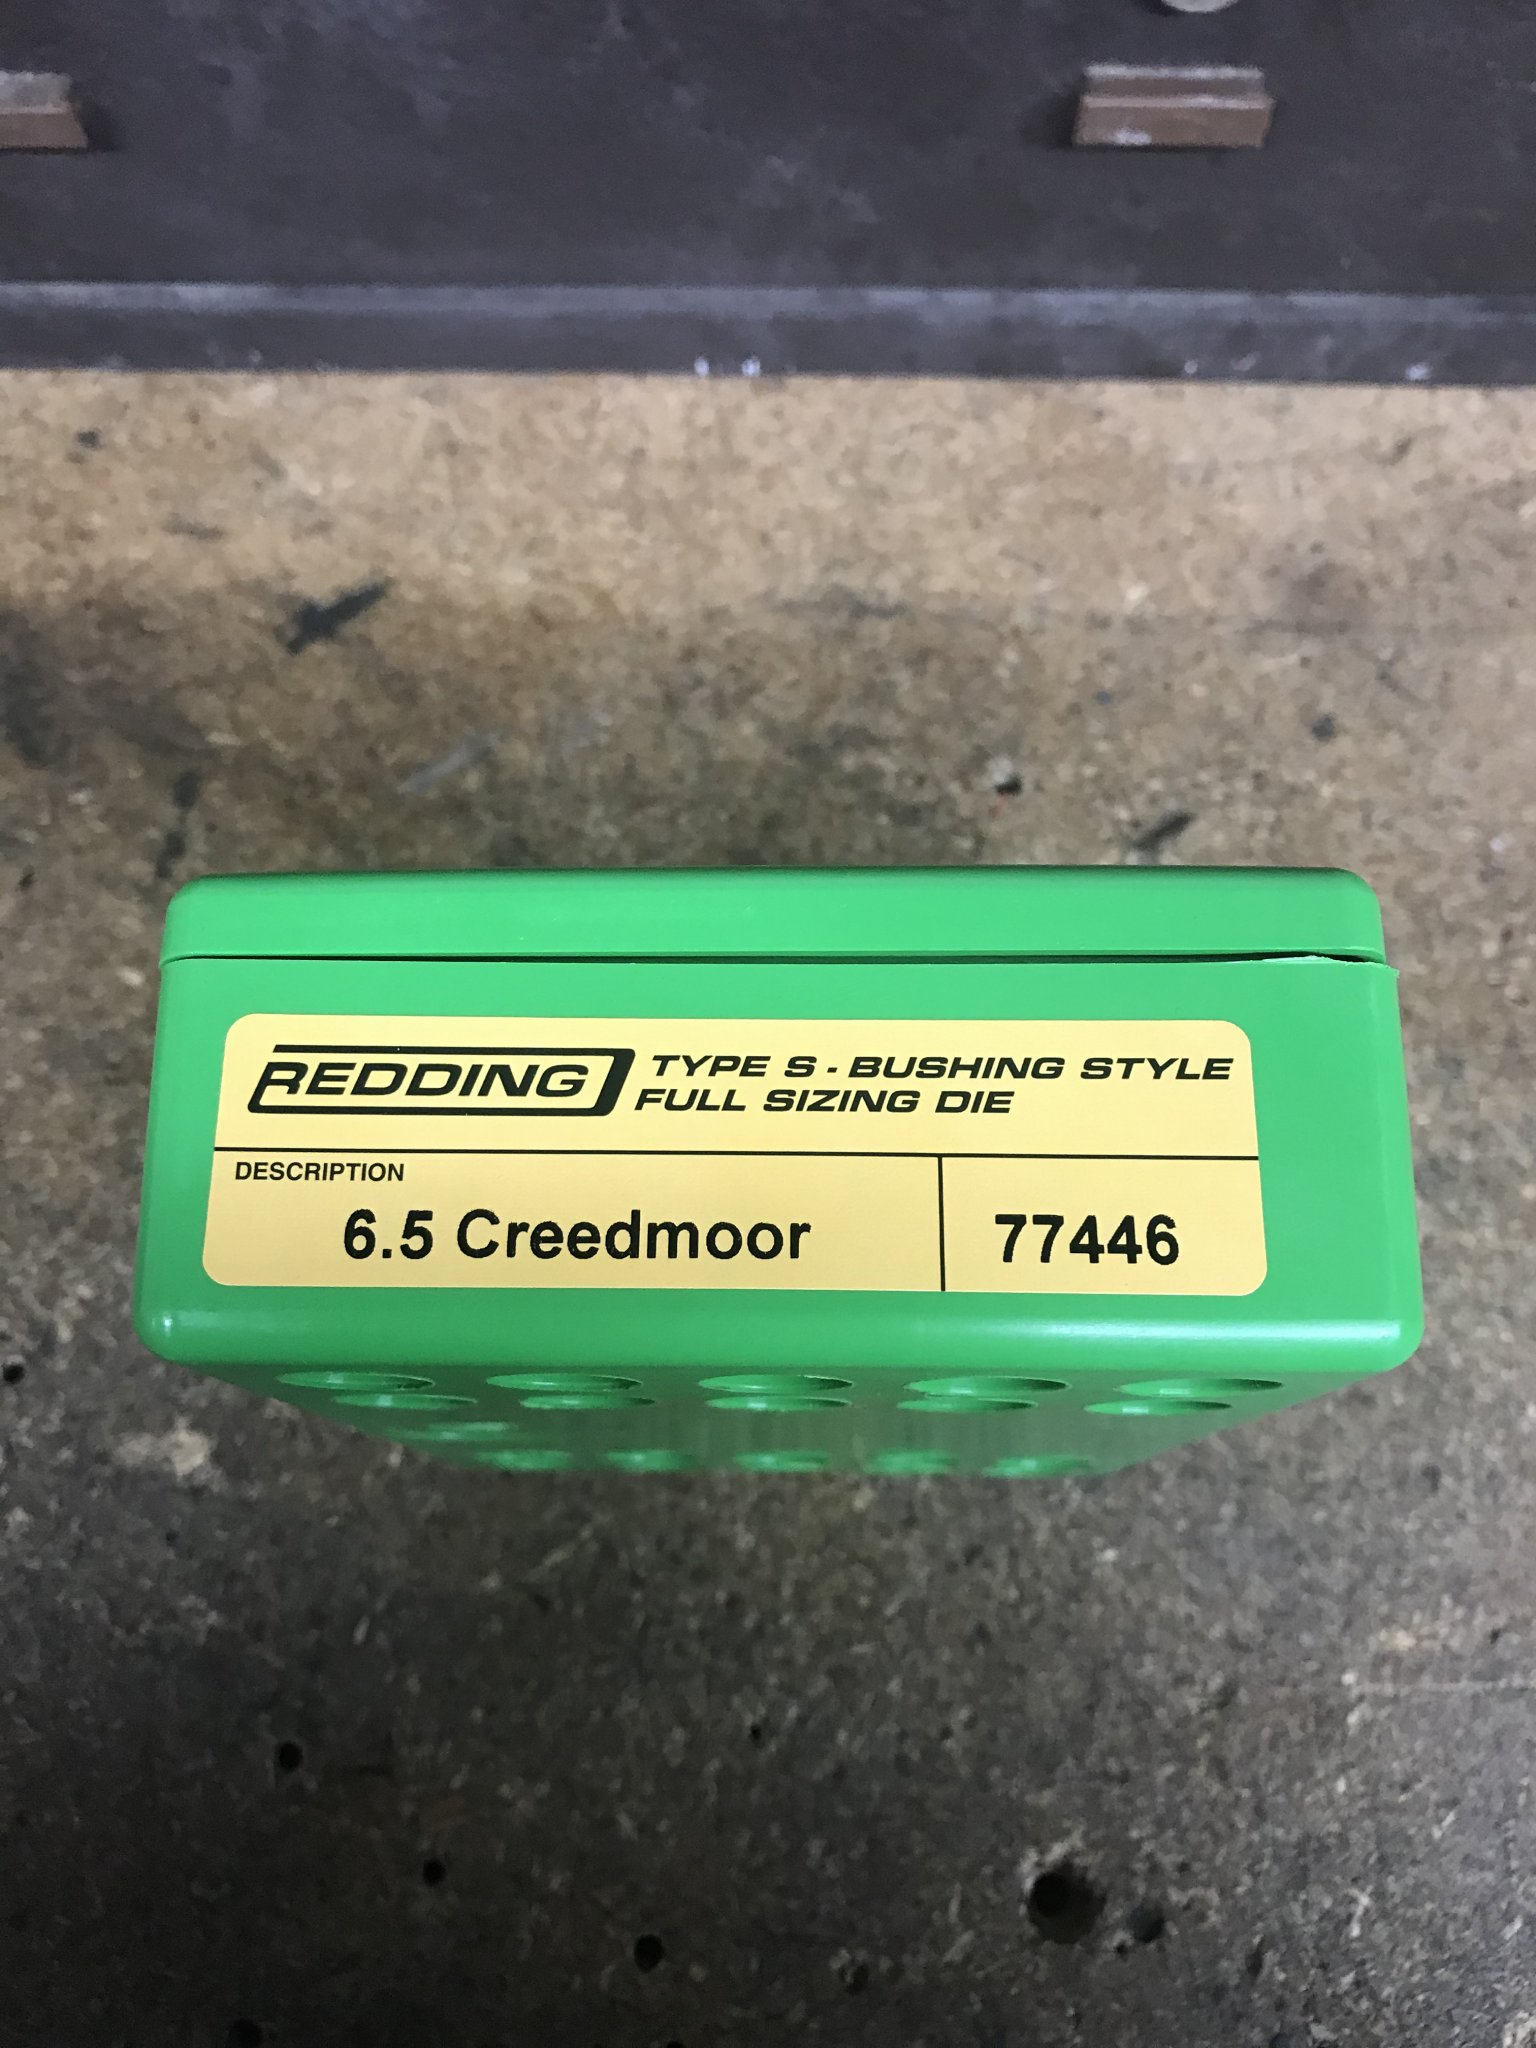 REDDING TYPE S - BUSHING STYLE
FULL SIZING DIE
DESCRIPTION
6.5 Creedmoor 77446